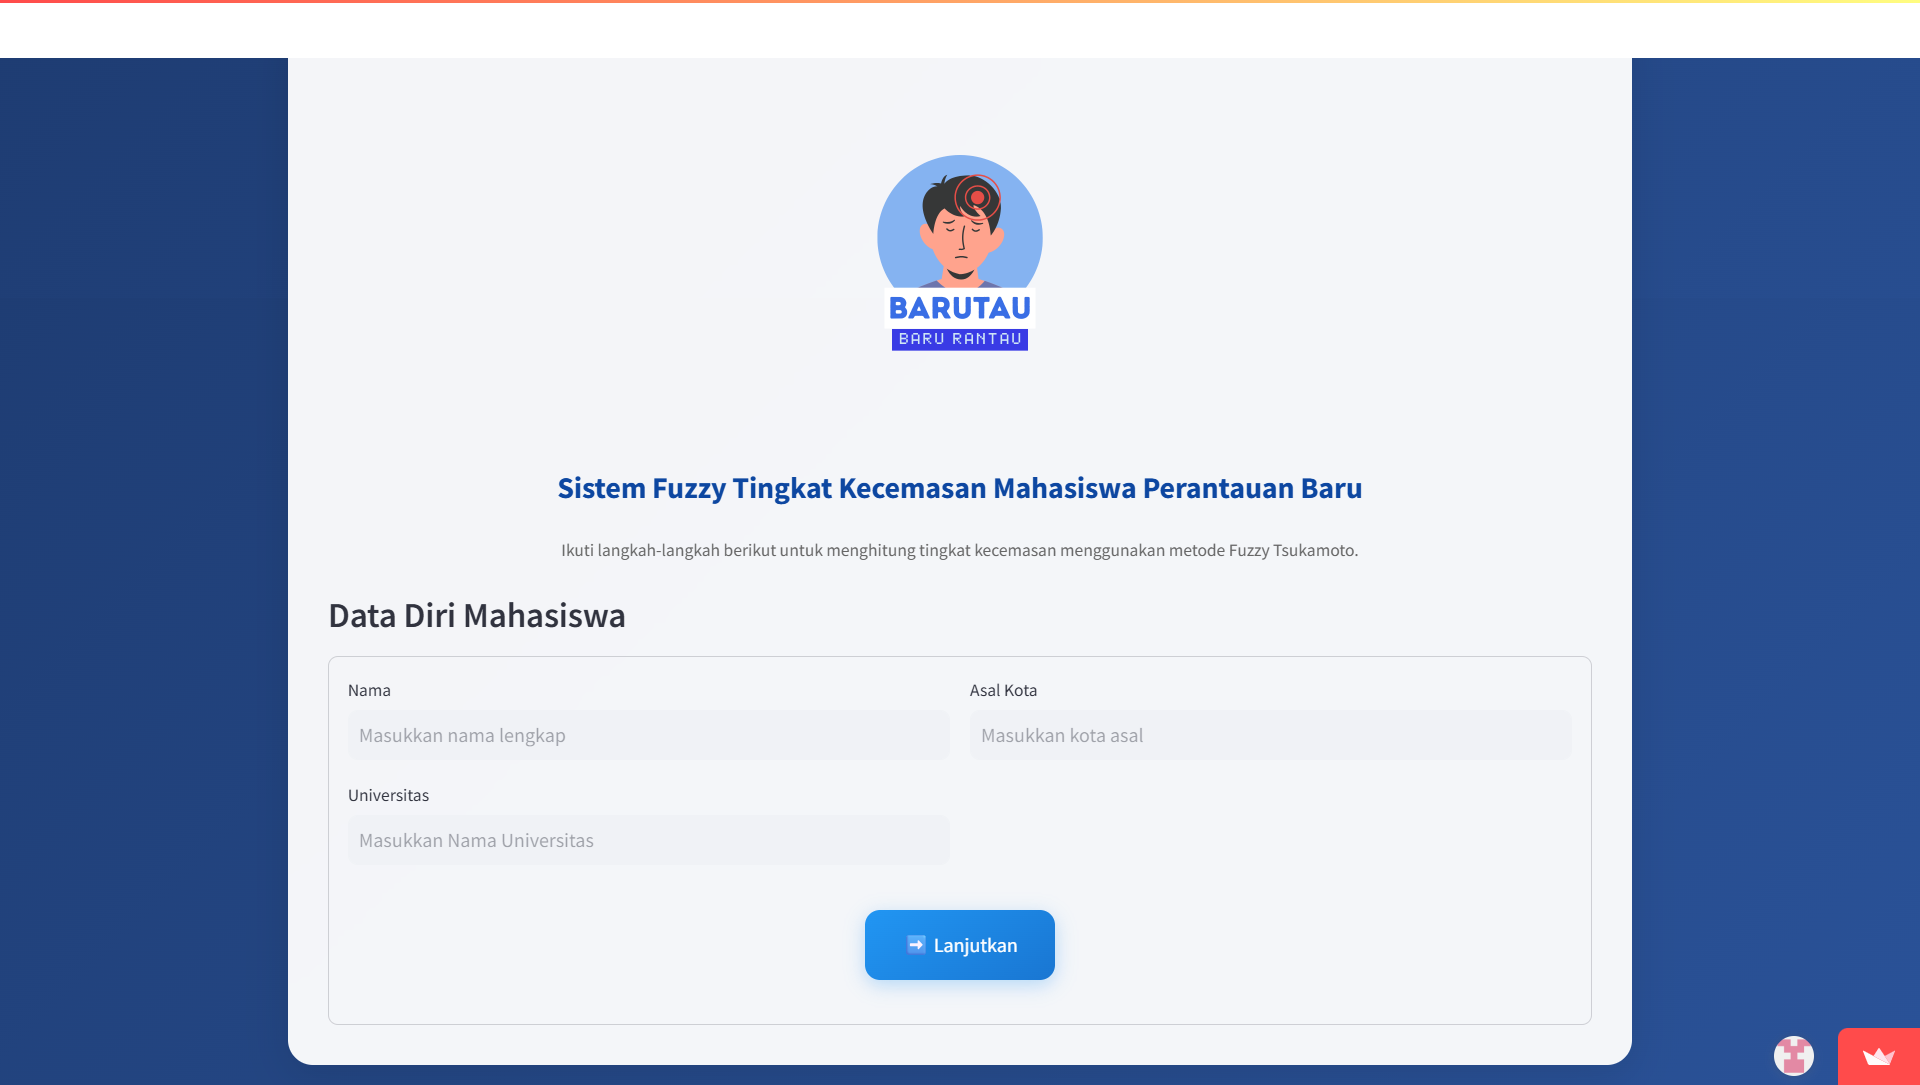 BARUTAU
BARU RANTAU
Sistem Fuzzy Tingkat Kecemasan Mahasiswa Perantauan Baru
Ikuti langkah-langkah berikut untuk menghitung tingkat kecemasan menggunakan metode Fuzzy Tsukamoto.
Data Diri Mahasiswa
Nama
Asal Kota
Masukkan nama lengkap
Masukkan kota asal
Universitas
Masukkan Nama Universitas
Lanjutkan